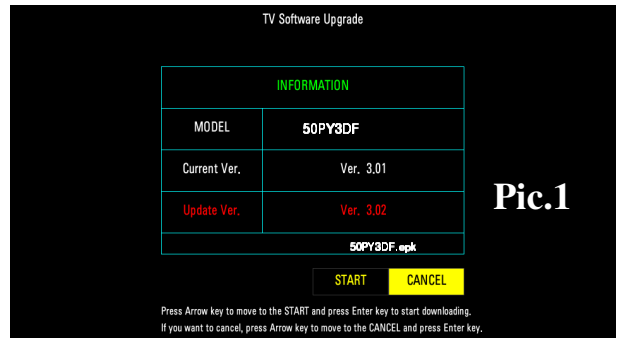 TV Software Upgrade
INFORMATION
MODEL 50PY3DF
Current Ver. Ver. 3.01
Update Ver. Ver. 3.02
50PY3DF.epk
Pic.1
START CANCEL
Press Arrow key to move to the START and press Enter key to start downloading.
If you want to cancel, press Arrow key to move to the CANCEL and press Enter key.